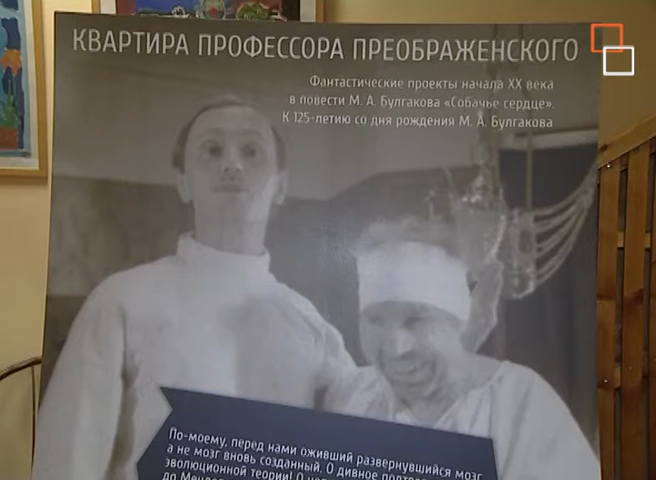 КВАРТИРА ПРОФЕССОРА ПРЕОБРАЖЕНСКОГО
Фантастические проекты начала XX века
в повести М. А. Булгакова «Собачье сердце».
К 125-летию со дня рождения М. А. Булгакова
По-моему, перед нами оживший развернувшийся мозг
а не мозг вновь созданный. О дивное
эволюционной теории! О
до